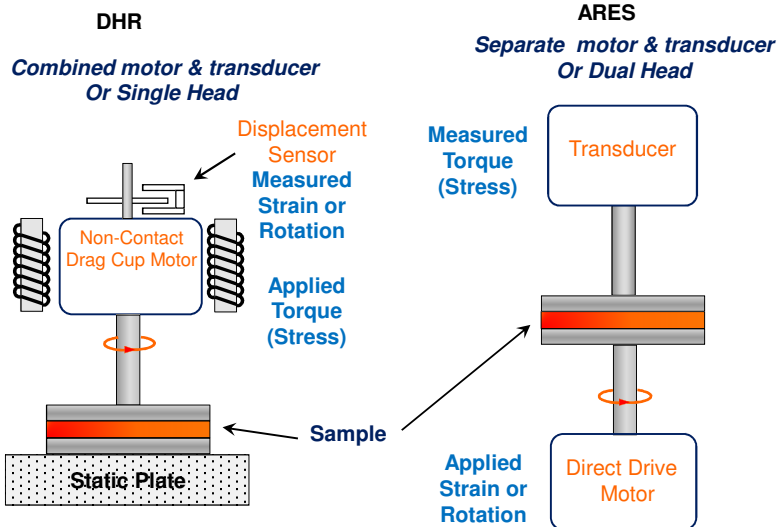 DHR
Combined motor & transducer
Or Single Head
Displacement
Sensor
Measured
Strain or
Rotation
Non-Contact
Drag Cup Motor
Applied
Torque
(Stress)
Sample
Static Plate
ARES
Separate motor & transducer
Or Dual Head
Measured
Torque
(Stress)
Transducer
Applied
Strain or
Rotation
Direct Drive
Motor